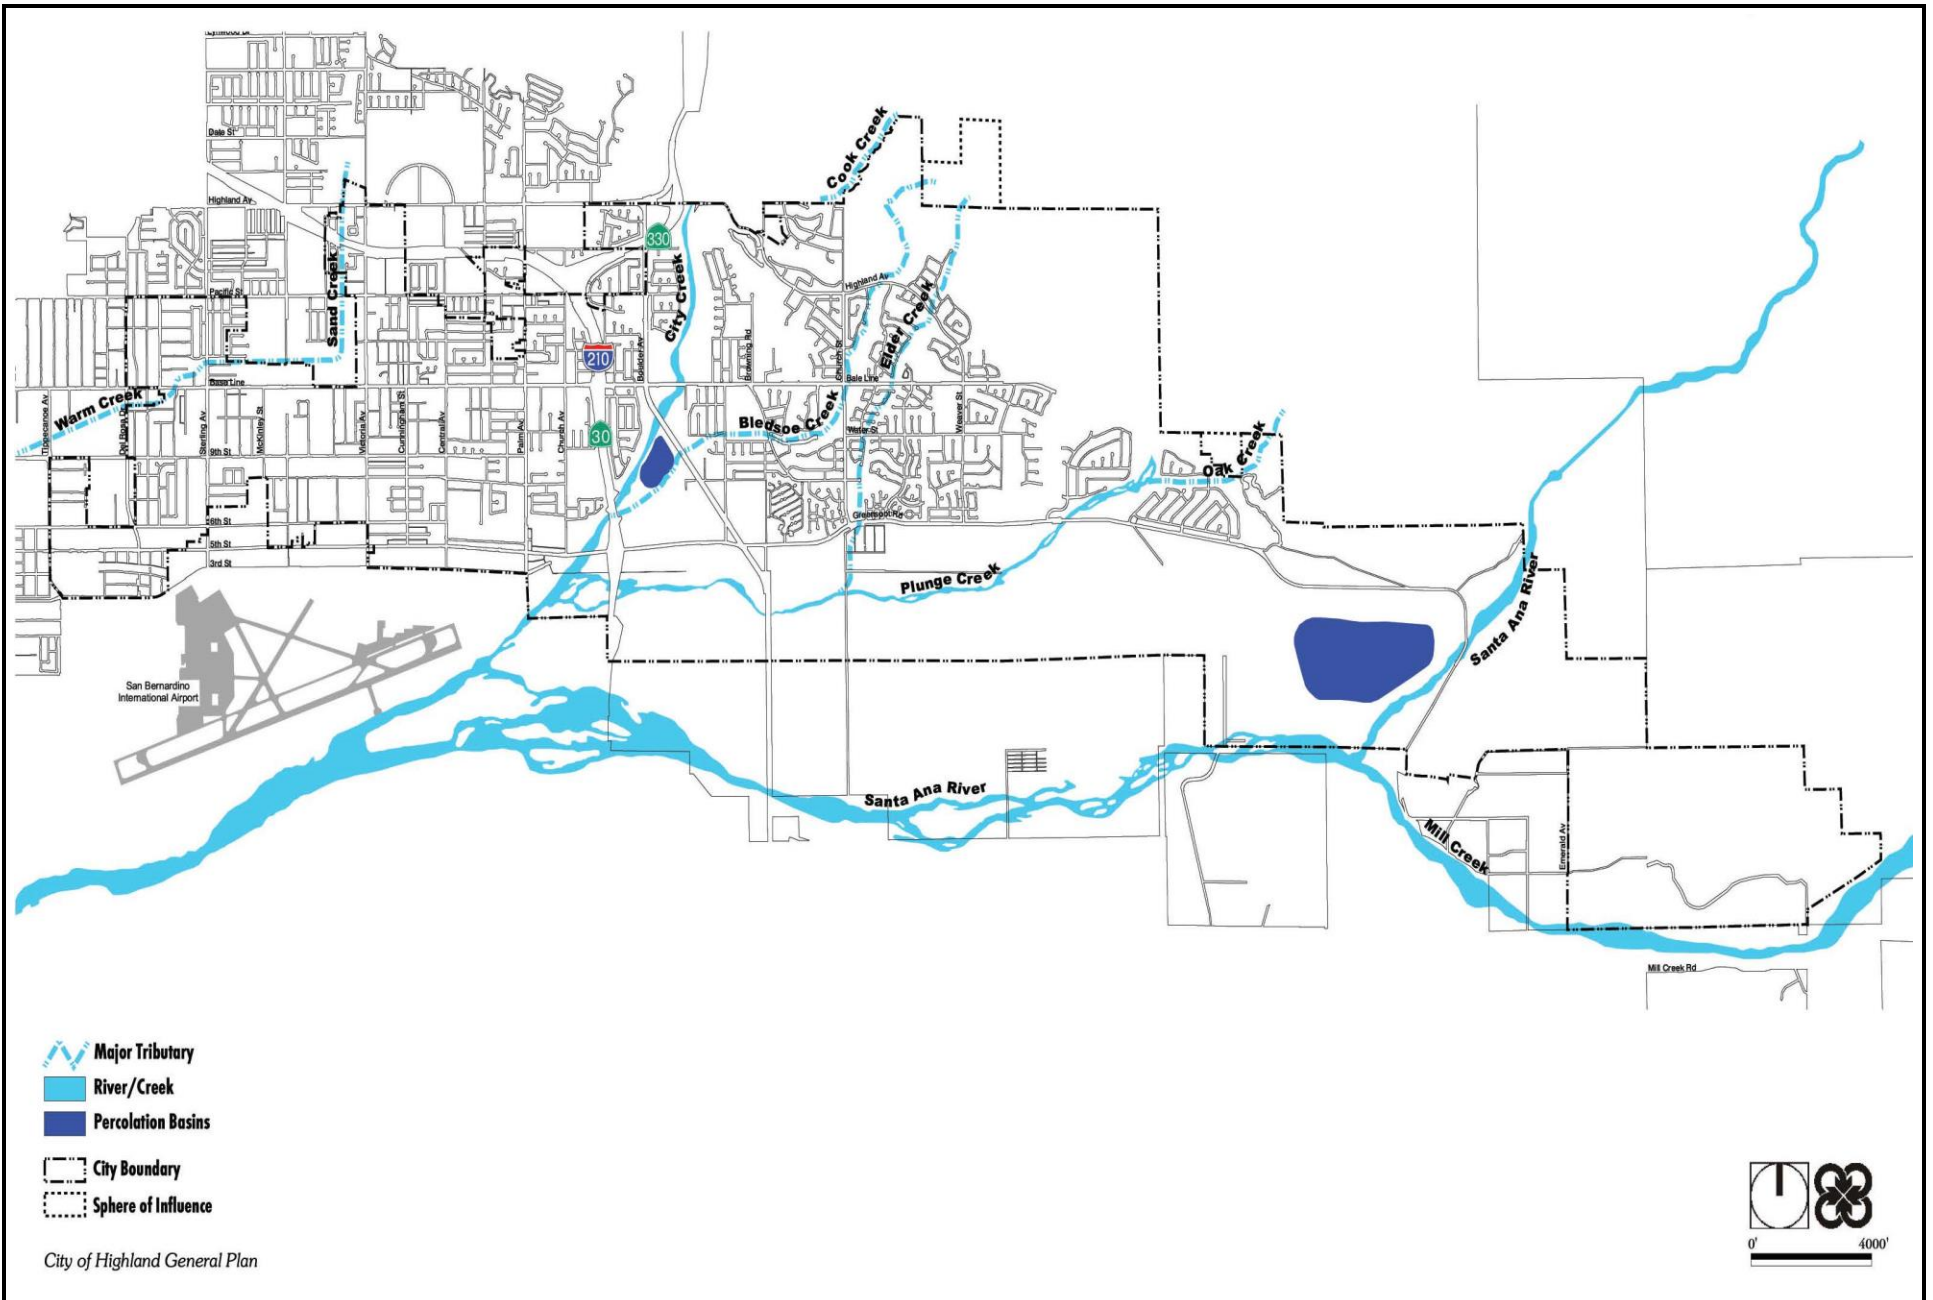 Lynwood Dr
Dale St
Highland Av
Cook Creek
330
Sand Creek
City Creek
Pacific St
Highland Av
Elder Creek
210
Boulder Av
Browning Rd
Church St
Base Line
Bale Line
Warm Creek
Tippecanoe Av
Del Rosa Dr
Sterling Av
McKinley St
Victoria Av
Cunningham St
Central Av
Palm Av
Church Av
30
Bledsoe Creek
Water St
Weaver St
9th St
Oak Creek
6th St
5th St
3rd St
Greenspot Rd
Plunge Creek
Santa Ana River
San Bernardino
International Airport
Santa Ana River
Mill Creek
Emerald Av
Mill Creek Rd
Major Tributary
River/Creek
Percolation Basins
City Boundary
Sphere of Influence
City of Highland General Plan
0' 4000'